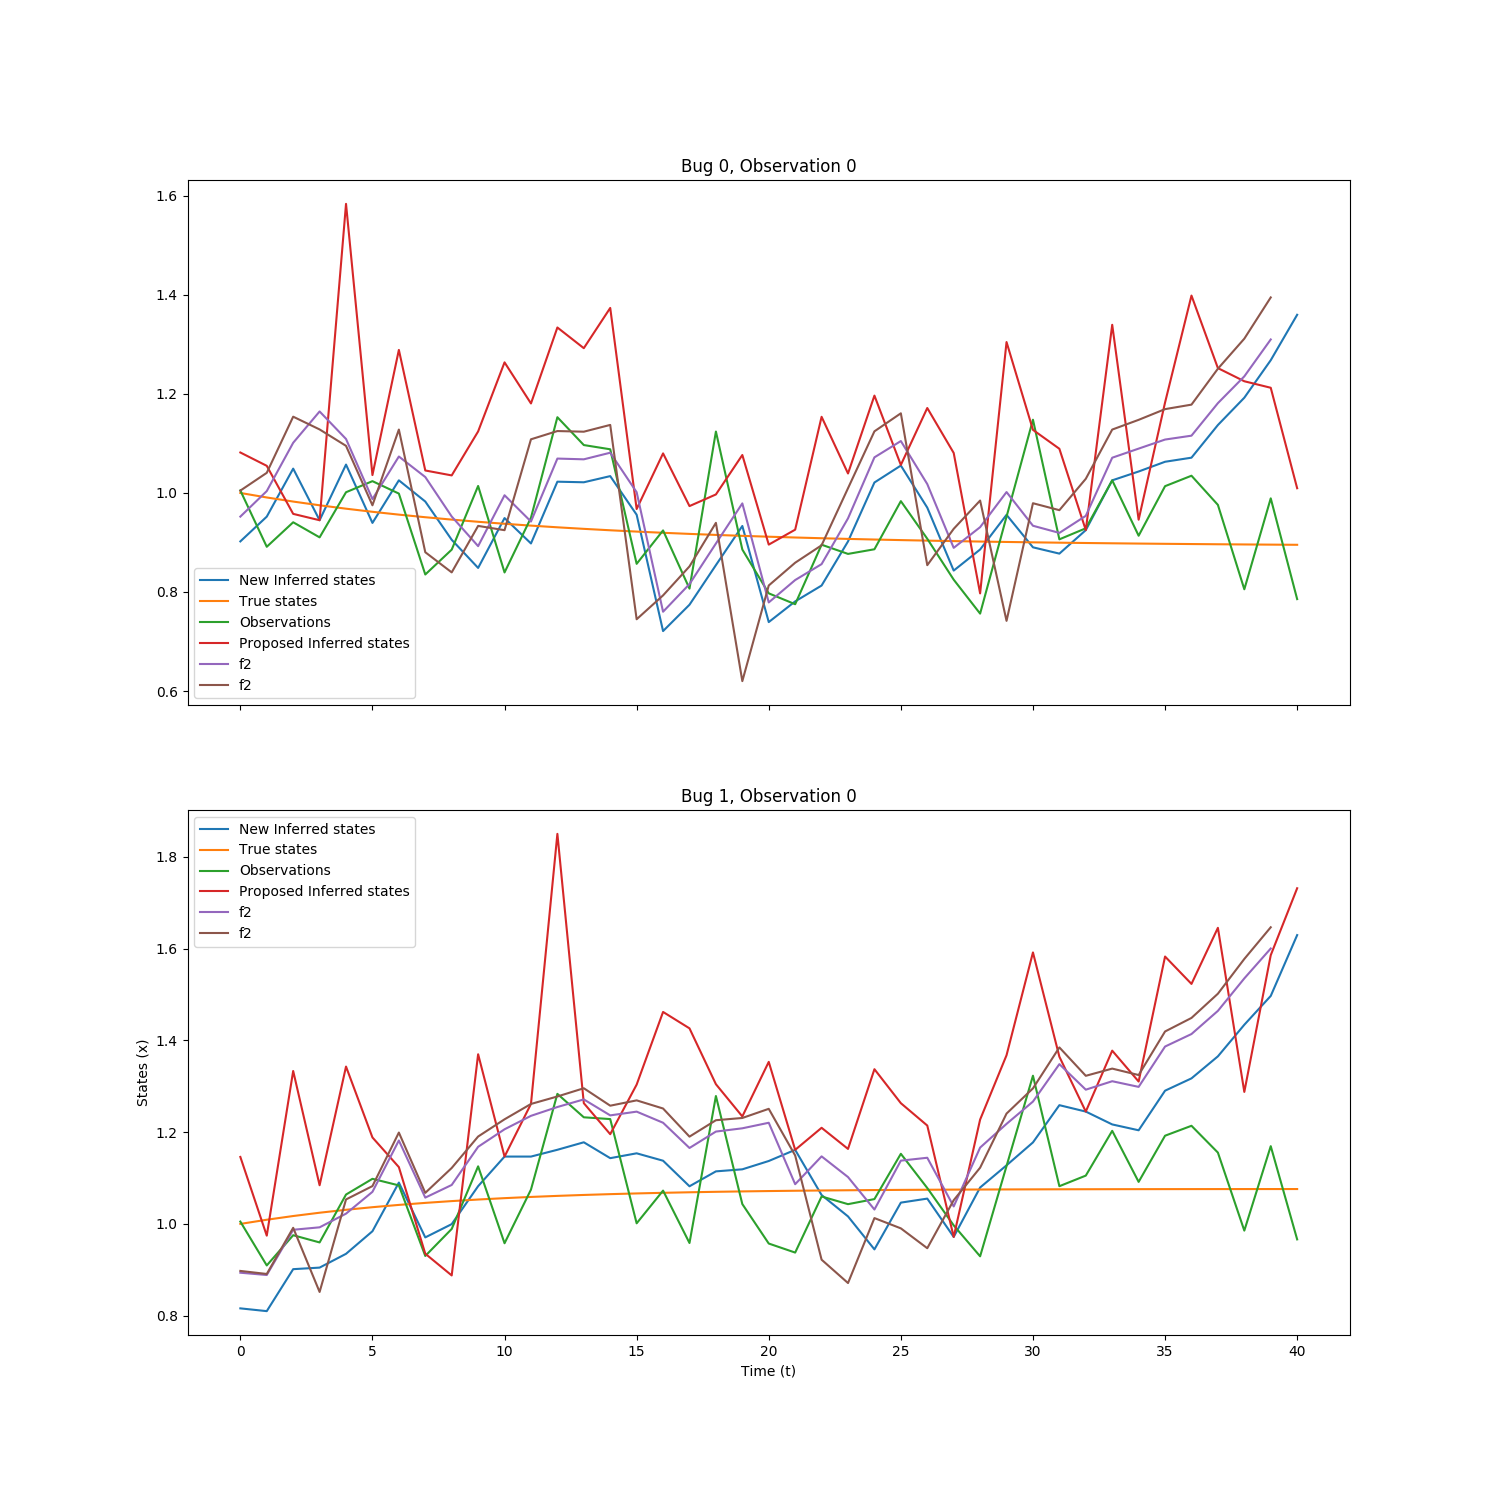 Bug 0, Observation 0
1.6
1.4
1.2
1.0
0.8
0.6
New Inferred states
True states
Observations
Proposed Inferred states
f2
f2
Bug 1, Observation 0
States (x)
1.8
1.6
1.4
1.2
1.0
0.8
New Inferred states
True states
Observations
Proposed Inferred states
f2
f2
0 5 10 15 20 25 30 35 40
Time (t)